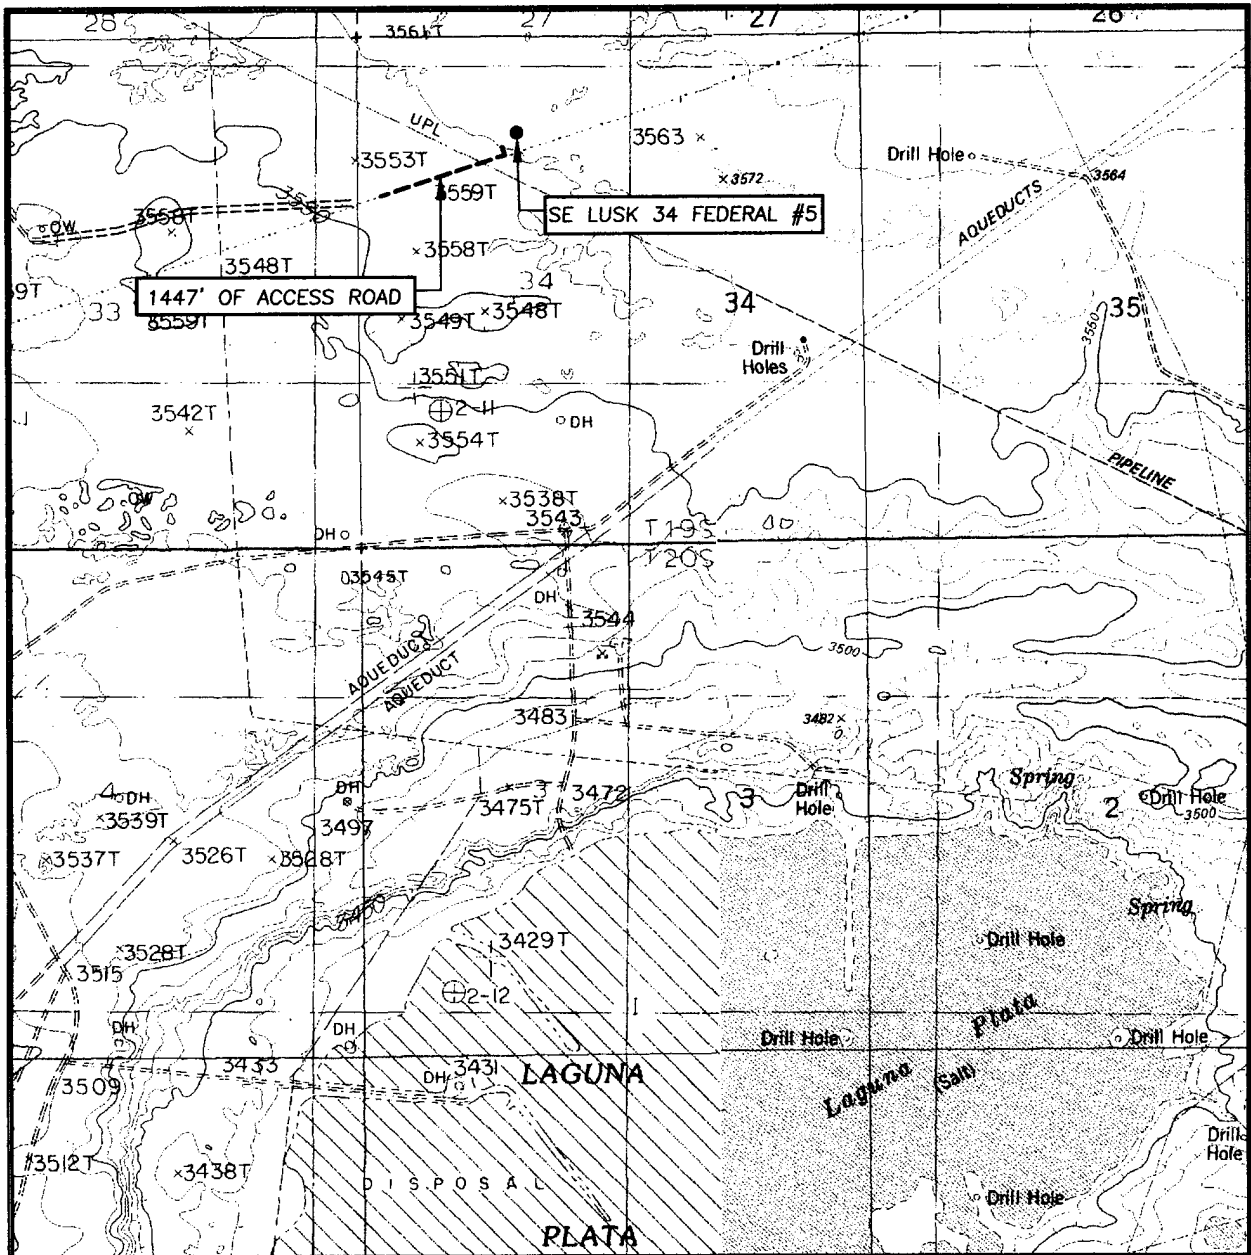 28
27
27
26
3561T
UPL
3563
3553T
Drill Hole
3572
3564
3559T
SE LUSK 34 FEDERAL #5
AQUEDUCTS
OW
3558T
3558T
3548T
1447' OF ACCESS ROAD
34
33
3559T
3549T
3548T
34
35
3550
Drill
Holes
3551T
3542T
2-11
DH
3554T
PIPELINE
OW
3538T
3543
DH
T19S
T20S
3545T
DH
3544
AQUEDUCT
AQUEDUCT
3500
3483
3482
Spring
4
DH
DH
3
3475T
3472
3
Drill
Hole
2
Drill Hole
3500
3539T
3497
3537T
3526T
3528T
3450
Spring
3429T
3528T
Drill Hole
3515
2-12
Plata
DH
DH
Drill Hole
Drill Hole
3433
3431
DH
LAGUNA
Laguna
(Salt)
3509
Drill
Hole
3512T
3438T
DISPOSAL
Drill Hole
PLATA